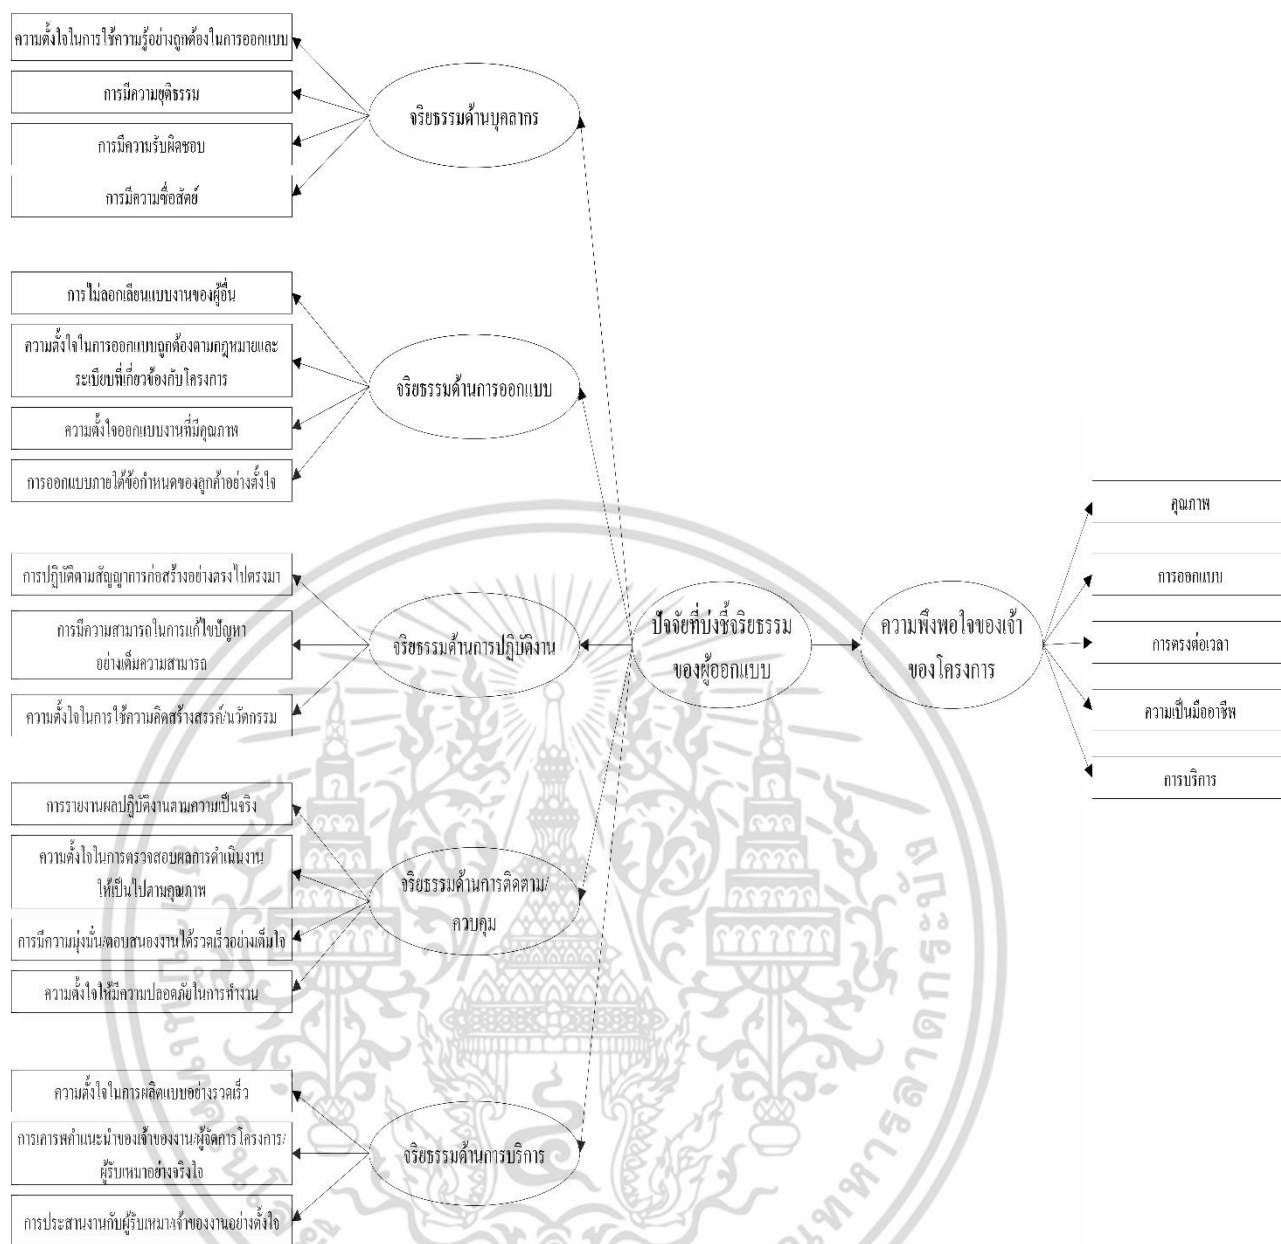 ความตั้งใจในการใช้ความรู้อย่างถูกต้องในการออกแบบ
การมีความยุติธรรม
การมีความรับผิดชอบ
การมีความซื่อสัตย์
จริยธรรมด้านบุคลากร
การไม่ลอกเลียนแบบงานของผู้อื่น
ความตั้งใจในการออกแบบถูกต้องตามกฎหมายและ
ระเบียบที่เกี่ยวข้องกับโครงการ
ความตั้งใจออกแบบงานที่มีคุณภาพ
การออกแบบภายใต้ข้อกำหนดของลูกค้าอย่างตั้งใจ
จริยธรรมด้านการออกแบบ
การปฏิบัติตามสัญญาการก่อสร้างอย่างตรงไปตรงมา
การมีความสามารถในการแก้ไขปัญหา
อย่างเต็มความสามารถ
ความตั้งใจในการใช้ความคิดสร้างสรรค์/นวัตกรรม
จริยธรรมด้านการปฏิบัติงาน
การรายงานผลปฏิบัติงานตามความเป็นจริง
ความตั้งใจในการตรวจสอบผลการดำเนินงาน
ให้เป็นไปตามคุณภาพ
การมีความมุ่งมั่น/ตอบสนองงานได้รวดเร็วอย่างเต็มใจ
ความตั้งใจให้มีความปลอดภัยในการทำงาน
จริยธรรมด้านการติดตาม/
ควบคุม
ความตั้งใจในการผลิตแบบอย่างรวดเร็ว
การเคารพคำแนะนำของเจ้าของงาน/ผู้จัดการโครงการ/
ผู้รับเหมาอย่างจริงใจ
การประสานงานกับผู้รับเหมา/เจ้าของงานอย่างตั้งใจ
จริยธรรมด้านการบริการ
ปัจจัยที่บ่งชี้จริยธรรม
ของผู้ออกแบบ
ความพึงพอใจของเจ้า
ของโครงการ
คุณภาพ
การออกแบบ
การตรงต่อเวลา
ความเป็นมืออาชีพ
การบริการ